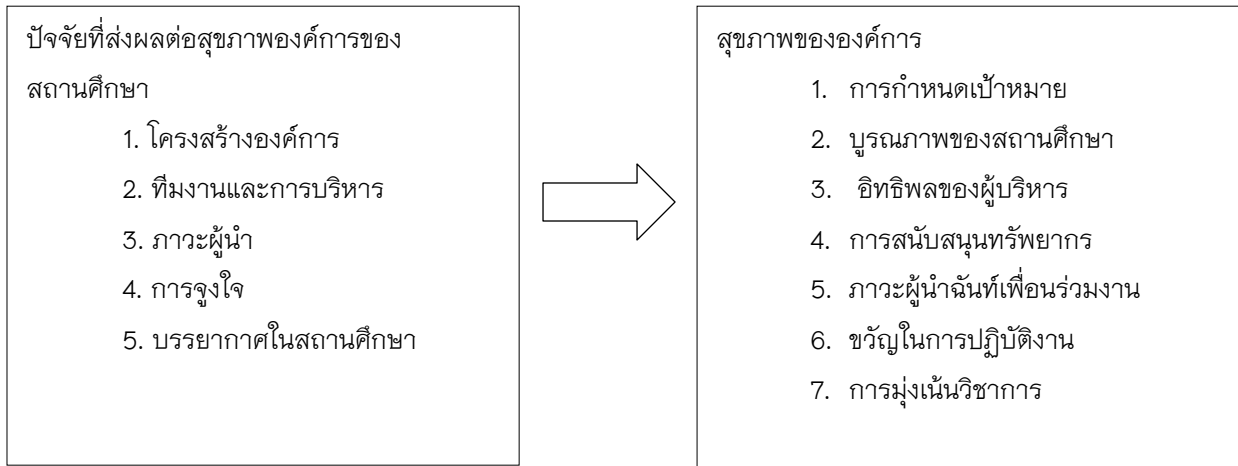 ปัจจัยที่ส่งผลต่อสุขภาพองค์การของ
สถานศึกษา
1. โครงสร้างองค์การ
2. ทีมงานและการบริหาร
3. ภาวะผู้นำ
4. การจูงใจ
5. บรรยากาศในสถานศึกษา
สุขภาพขององค์การ
1. การกำหนดเป้าหมาย
2. บูรณภาพของสถานศึกษา
3. อิทธิพลของผู้บริหาร
4. การสนับสนุนทรัพยากร
5. ภาวะผู้นำฉันท์เพื่อนร่วมงาน
6. ขวัญในการปฏิบัติงาน
7. การมุ่งเน้นวิชาการ